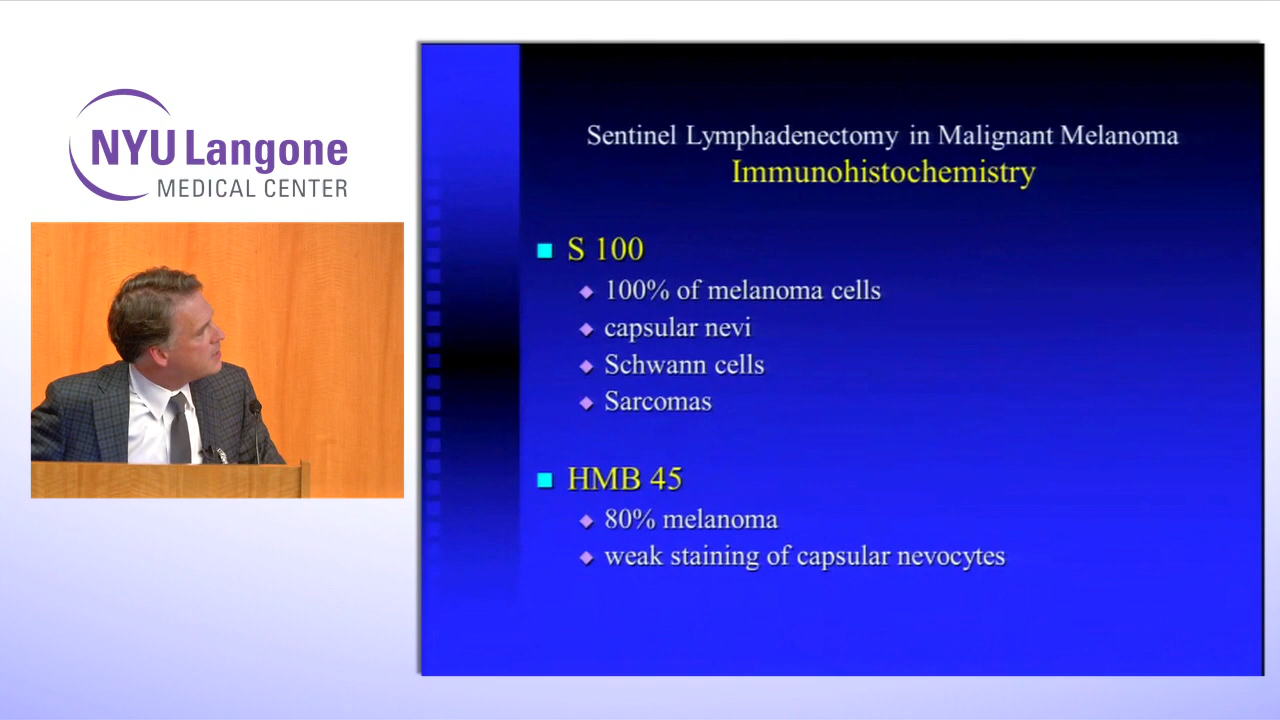 NYU Langone
MEDICAL CENTER
Sentinel Lymphadenectomy in Malignant Melanoma
Immunohistochemistry
S 100
100% of melanoma cells
capsular nevi
Schwann cells
Sarcomas
HMB 45
80% melanoma
weak staining of capsular nevocytes